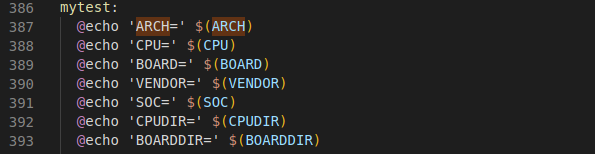 386 mytest:
387 @echo 'ARCH=' $(ARCH)
388 @echo 'CPU=' $(CPU)
389 @echo 'BOARD=' $(BOARD)
390 @echo 'VENDOR=' $(VENDOR)
391 @echo 'SOC=' $(SOC)
392 @echo 'CPUDIR=' $(CPUDIR)
393 @echo 'BOARDDIR=' $(BOARDDIR)